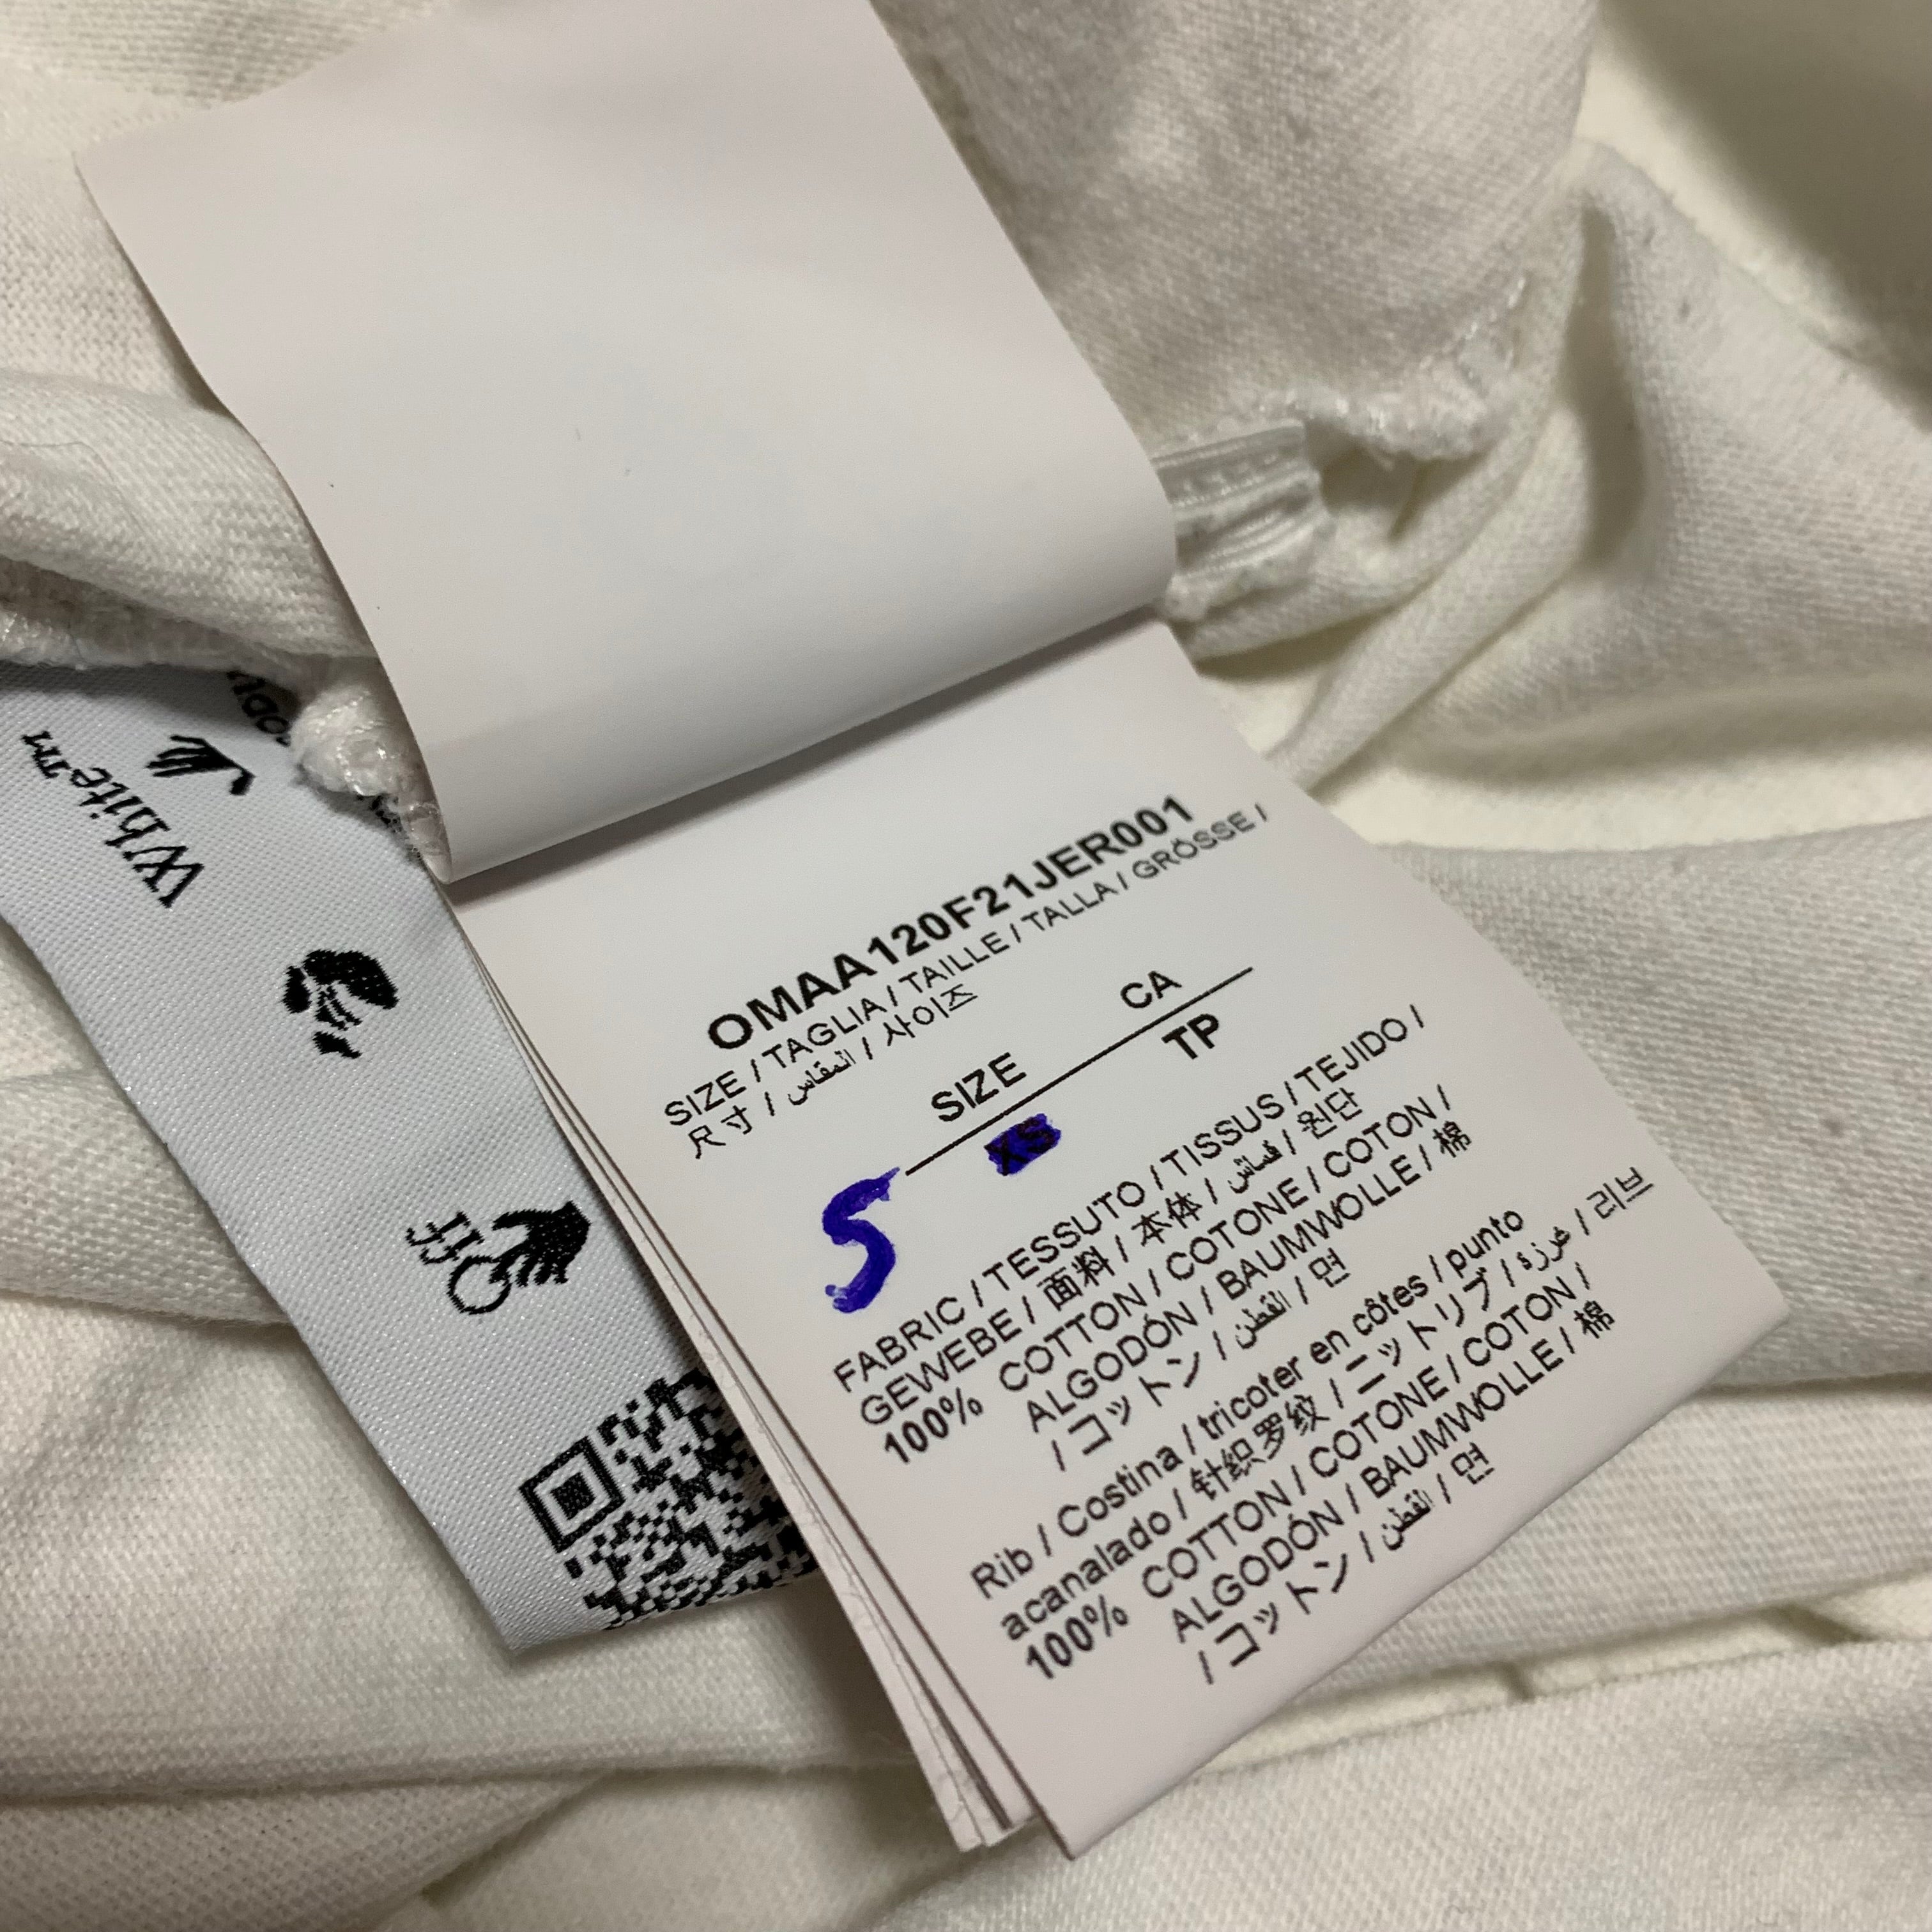 OMAA120F21JER001
SIZE / TAGLIA / TAILLE / TALLA / GRÖSSE /
尺寸 / المقاس / 사이즈
SIZE CA
XS TP
S
FABRIC / TESSUTO / TISSUS / TEJIDO /
GEWEBE / 面料 / 本体 / قماش / 원단
100% COTTON / COTONE / COTON /
ALGODÓN / BAUMWOLLE / 棉
/ コットン / القطن / 면
Rib / Costina / tricoter en côtes / punto
acanalado / 针织罗纹 / ニットリブ / غرزه / 리브
100% COTTON / COTONE / COTON /
ALGODÓN / BAUMWOLLE / 棉
/ コットン / القطن / 면
Off
White™